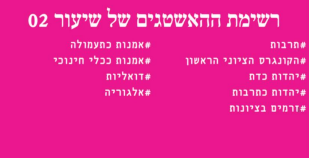 רשימת ההאשטגים של שיעור 02
#תרבות
#הקונגרס הציוני הראשון
#יהדות כדת
#יהדות כתרבות
#זרמים בציונות
#אמנות כתעמולה
#אמנות ככלי חינוכי
#דואליות
#אלגוריה